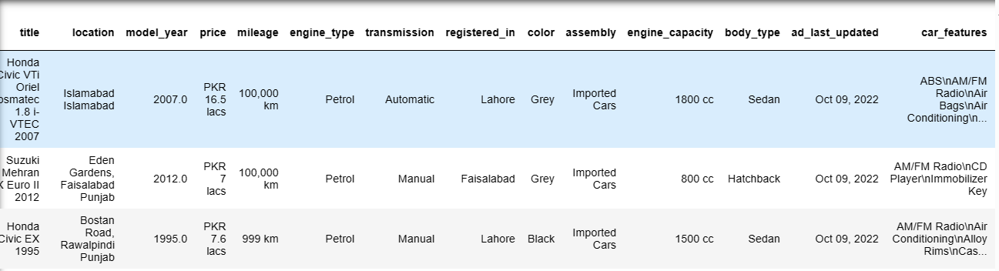 title location model_year price mileage engine_type transmission registered_in color assembly engine_capacity body_type ad_last_updated car_features
Honda
Civic VTi
Oriel
1.8 i-
VTEC
2007
Islamabad
Islamabad
2007.0
PKR
16.5
lacs
100,000
km
Petrol
Automatic
Lahore
Grey
Imported
Cars
1800 cc
Sedan
Oct 09, 2022
ABS\nAM/FM
Radio\nAir
Bags\nAir
Conditioning\n...
Suzuki
Mehran
Euro II
2012
Eden
Gardens,
Faisalabad
Punjab
2012.0
PKR
7
lacs
100,000
km
Petrol
Manual
Faisalabad
Grey
Imported
Cars
800 cc
Hatchback
Oct 09, 2022
AM/FM Radio\nCD
Player\nImmobilizer
Key
Honda
Civic EX
1995
Bostan
Road,
Rawalpindi
Punjab
1995.0
PKR
7.6
lacs
999 km
Petrol
Manual
Lahore
Black
Imported
Cars
1500 cc
Sedan
Oct 09, 2022
AM/FM Radio\nAir
Conditioning\nAlloy
Rims\nCas...